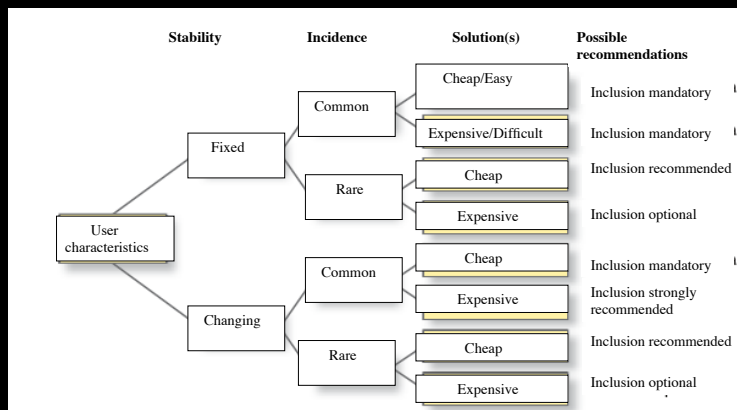 Stability Incidence Solution(s) Possible
recommendations
Cheap/Easy
Inclusion mandatory
Common
Expensive/Difficult
Inclusion mandatory
Fixed
Inclusion recommended
Cheap
Rare
Expensive
Inclusion optional
User
characteristics
Cheap
Inclusion mandatory
Common
Expensive
Inclusion strongly
recommended
Changing
Cheap
Inclusion recommended
Rare
Expensive
Inclusion optional